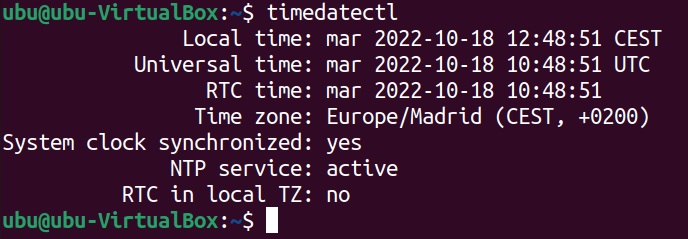 ubu@ubu-VirtualBox:~$ timedatectl
Local time: mar 2022-10-18 12:48:51 CEST
Universal time: mar 2022-10-18 10:48:51 UTC
RTC time: mar 2022-10-18 10:48:51
Time zone: Europe/Madrid (CEST, +0200)
System clock synchronized: yes
NTP service: active
RTC in local TZ: no
ubu@ubu-VirtualBox:~$